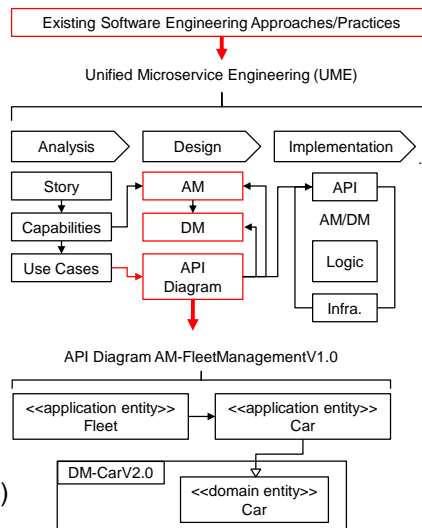 Existing Software Engineering Approaches/Practices
Unified Microservice Engineering (UME)
Analysis
Design
Implementation
Story
AM
API
Capabilities
DM
AM/DM
Use Cases
API
Diagram
Logic
Infra.
API Diagram AM-FleetManagementV1.0
<<application entity>>
Fleet
<<application entity>>
Car
)
DM-CarV2.0
<<domain entity>>
Car